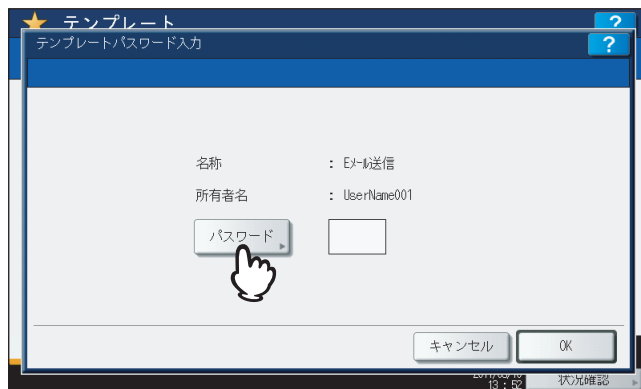 テンプレート
?
テンプレートパスワード入力
?
名称 : Eメール送信
所有者名 : UserName001
パスワード
キャンセル
OK
13 : 52
状況確認